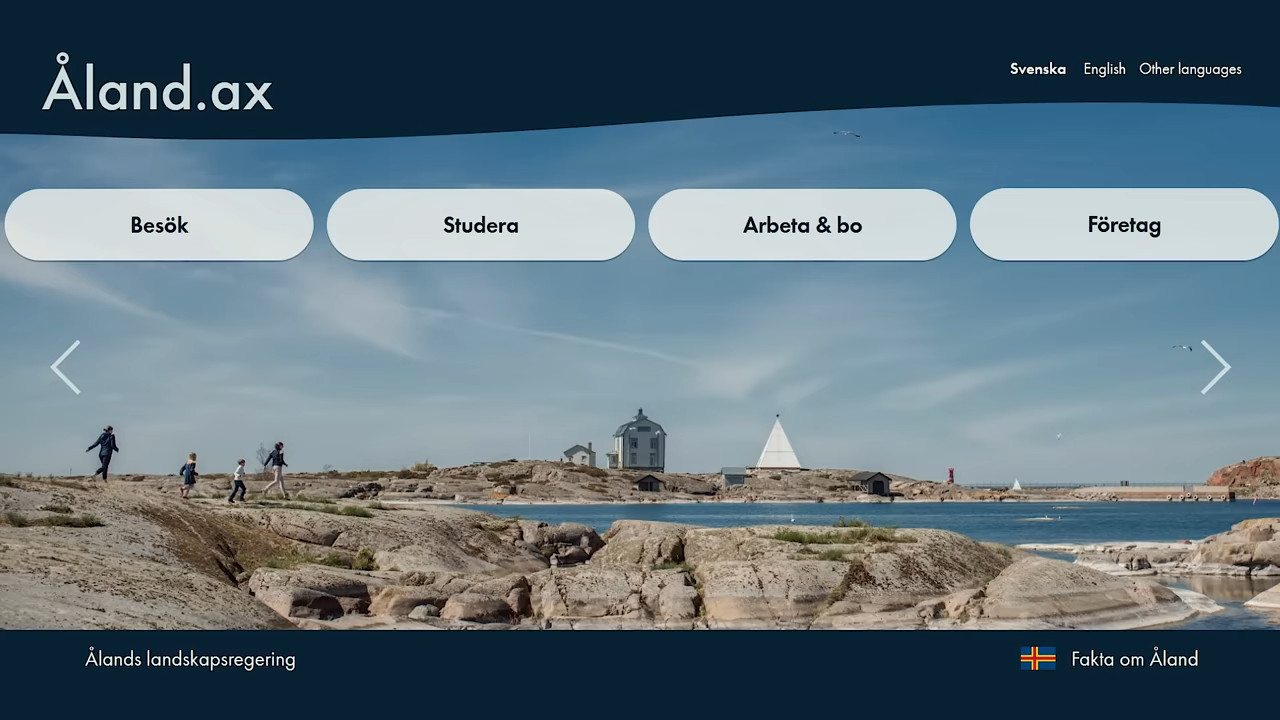 Åland.ax
Svenska English Other languages
Besök Studera Arbeta & bo Företag
Ålands landskapsregering Fakta om Åland